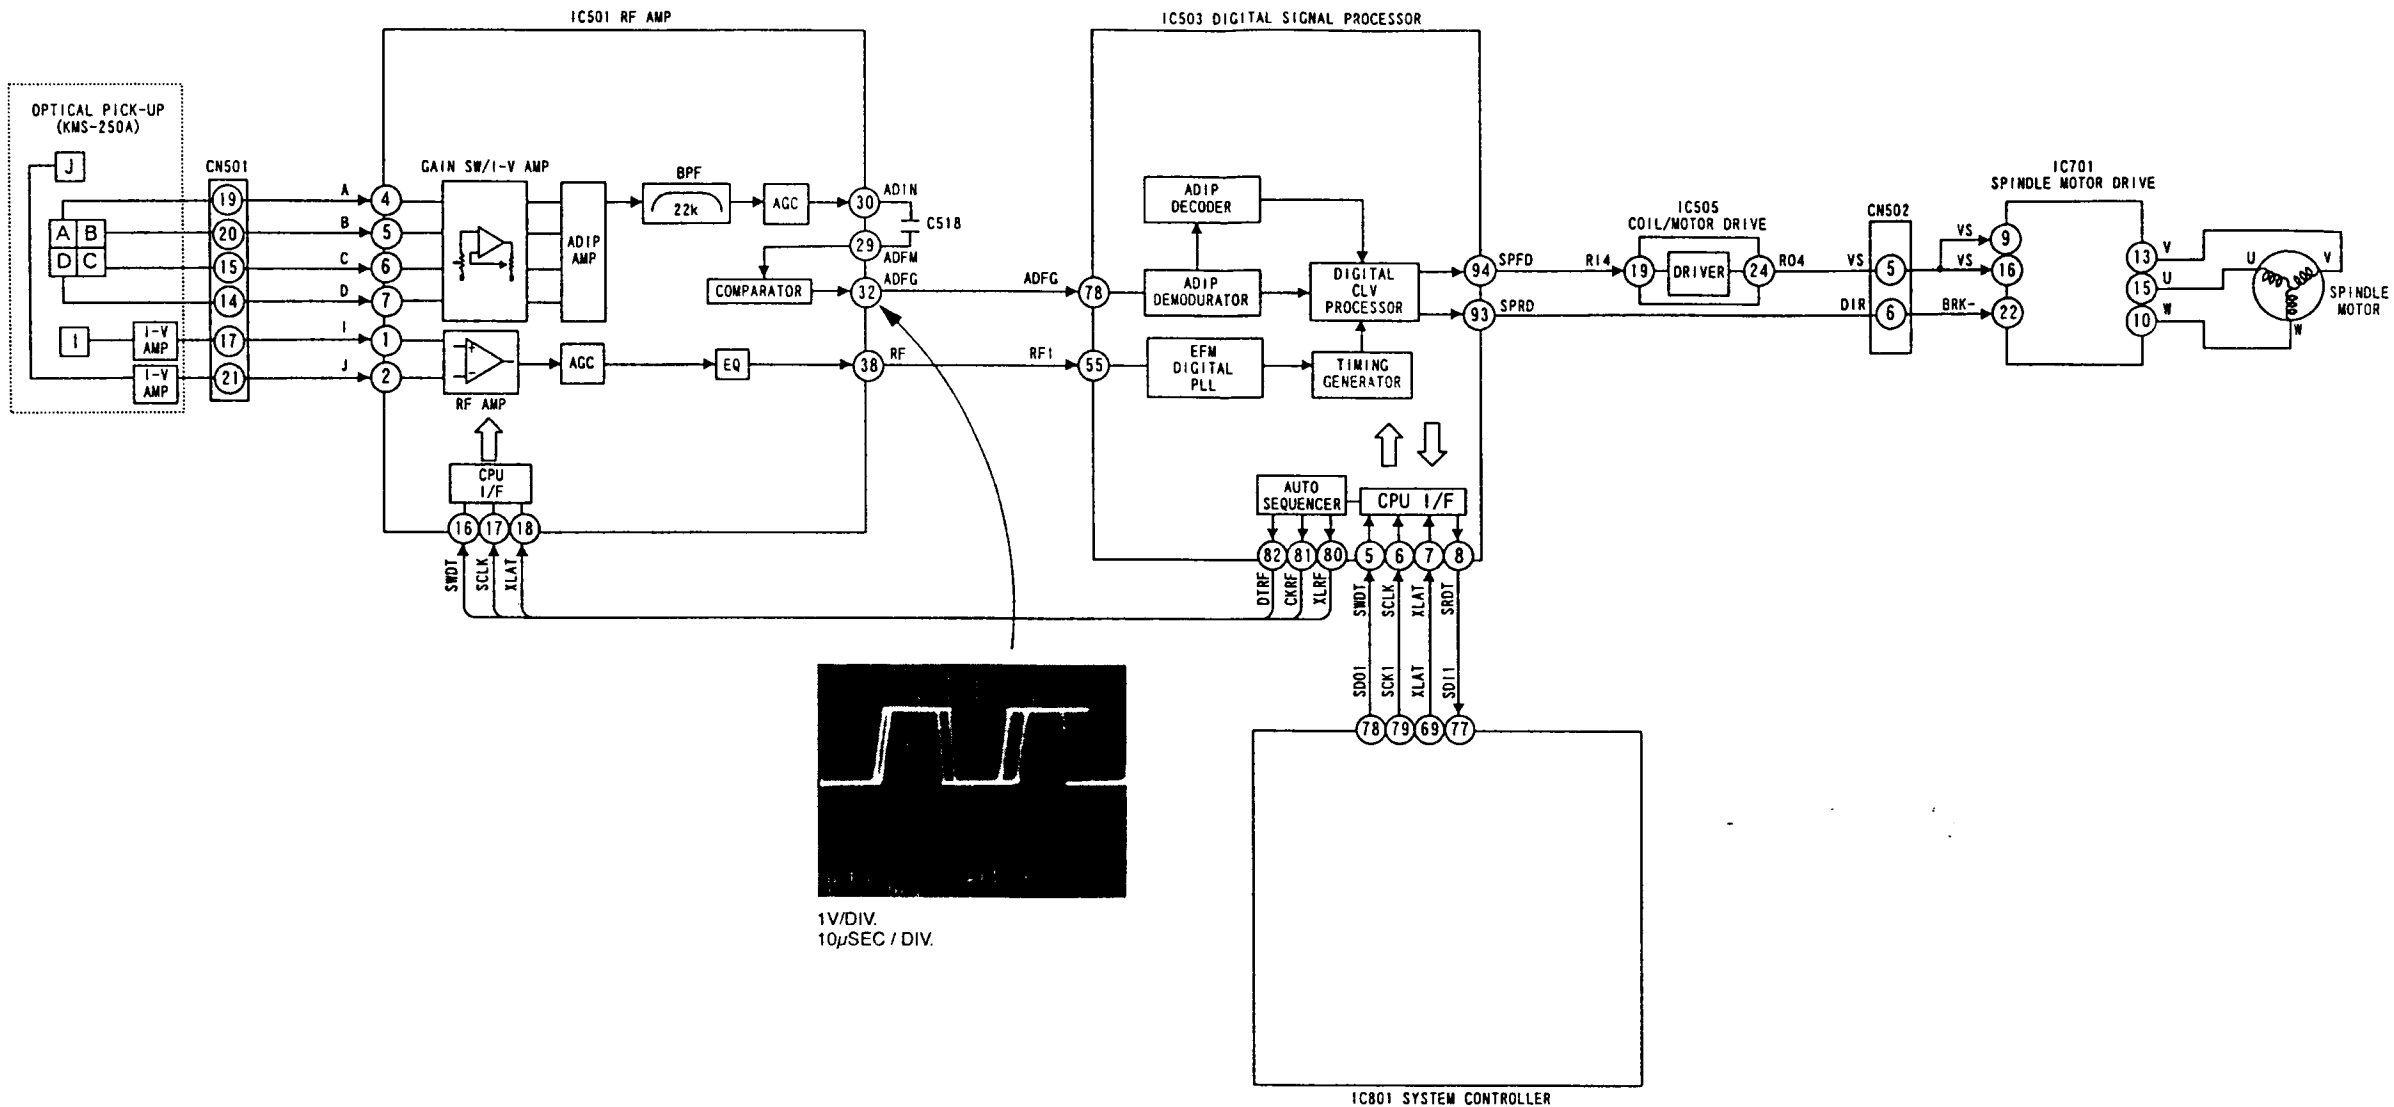 IC501 RF AMP
IC503 DIGITAL SIGNAL PROCESSOR
OPTICAL PICK-UP
(KMS-250A)
J
A B
D C
I
I-V
AMP
I-V
AMP
CN501
19
20
15
14
17
21
A
B
C
D
I
J
4
5
6
7
1
2
GAIN SW/I-V AMP
ADIP
AMP
BPF
22k
AGC
30
ADIN
C518
29
ADFM
COMPARATOR
32
ADFG
RF AMP
AGC
EQ
38
RF
CPU
I/F
16 17 18
SWDT
SCLK
XLAT
ADFG
78
RF1
55
ADIP
DECODER
ADIP
DEMODURATOR
EFM
DIGITAL
PLL
DIGITAL
CLV
PROCESSOR
TIMING
GENERATOR
94
SPFD
93
SPRD
AUTO
SEQUENCER
CPU I/F
82 81 80 5 6 7 8
DTRF
CKRF
XLRF
SWDT
SCLK
XLAT
SRDT
SDO1
SCK1
XLAT
SDI1
78 79 69 77
IC801 SYSTEM CONTROLLER
IC505
COIL/MOTOR DRIVE
R14
19
DRIVER
24
R04
CN502
VS
5
DIR
6
VS
VS
BRK-
IC701
SPINDLE MOTOR DRIVE
9
16
22
13
15
10
V
U
W
U
V
W
SPINDLE
MOTOR
1V/DIV.
10μSEC / DIV.